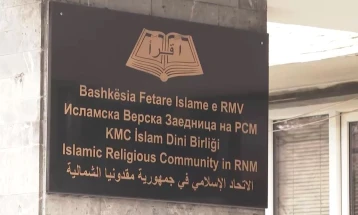 اقرأ
Bashkësia Fetare Islame e RMV
Исламска Верска Заедница на РСМ
KMC İslam Dini Birliği
Islamic Religious Community in RNM
الاتحاد الإسلامي في جمهورية مقدونيا الشمالية